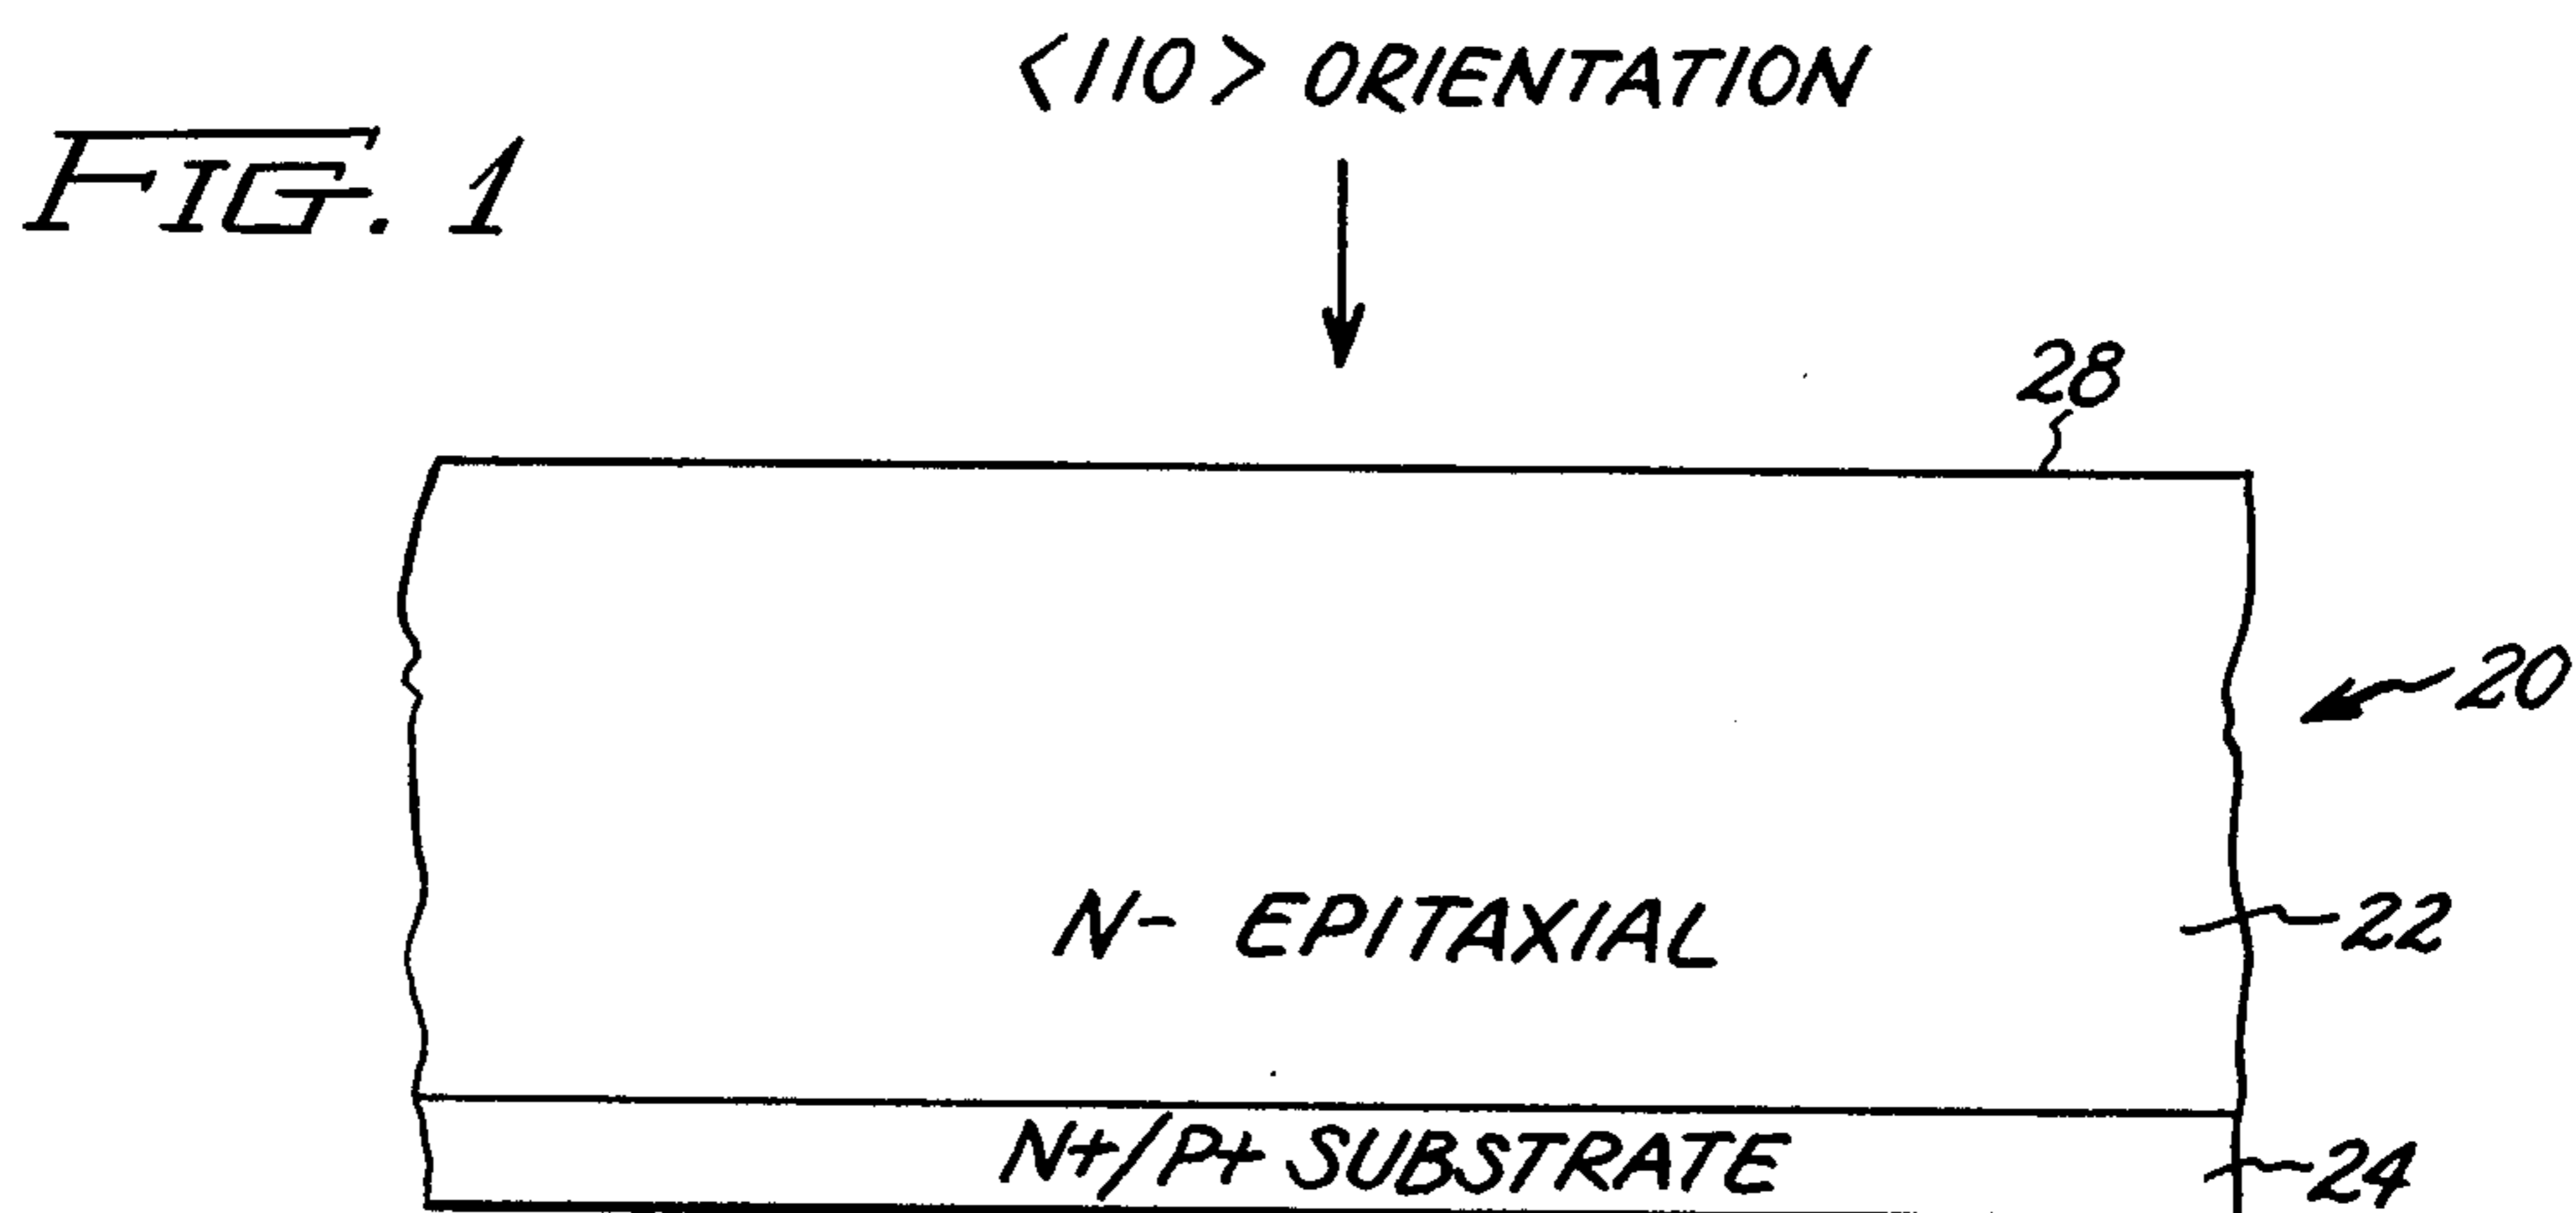 <110> ORIENTATION
FIG. 1
28
20
N- EPITAXIAL
22
N+/P+ SUBSTRATE
24